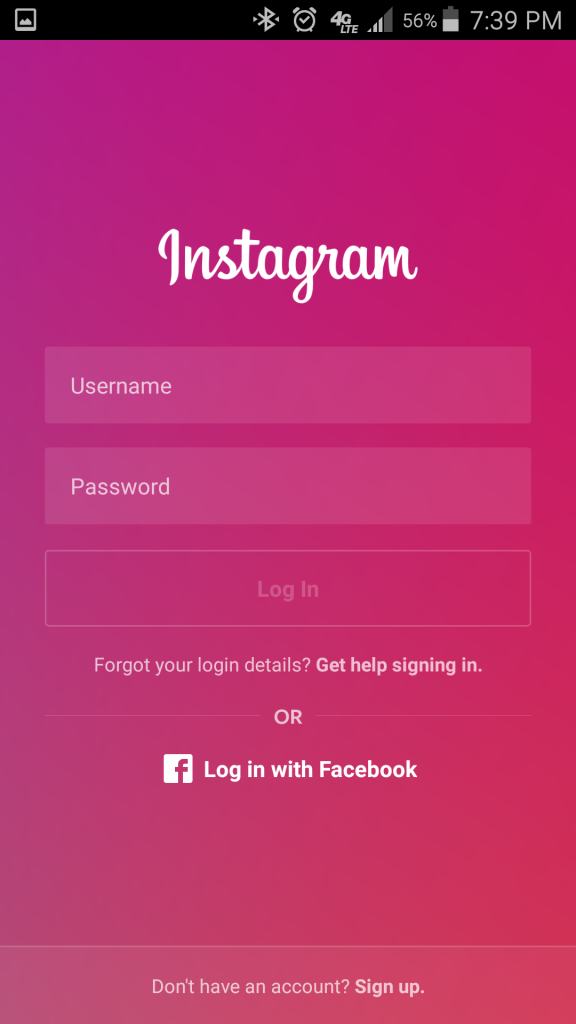 4G LTE 56% 7:39 PM
Instagram
Username
Password
Log In
Forgot your login details? Get help signing in.
OR
Log in with Facebook
Don't have an account? Sign up.